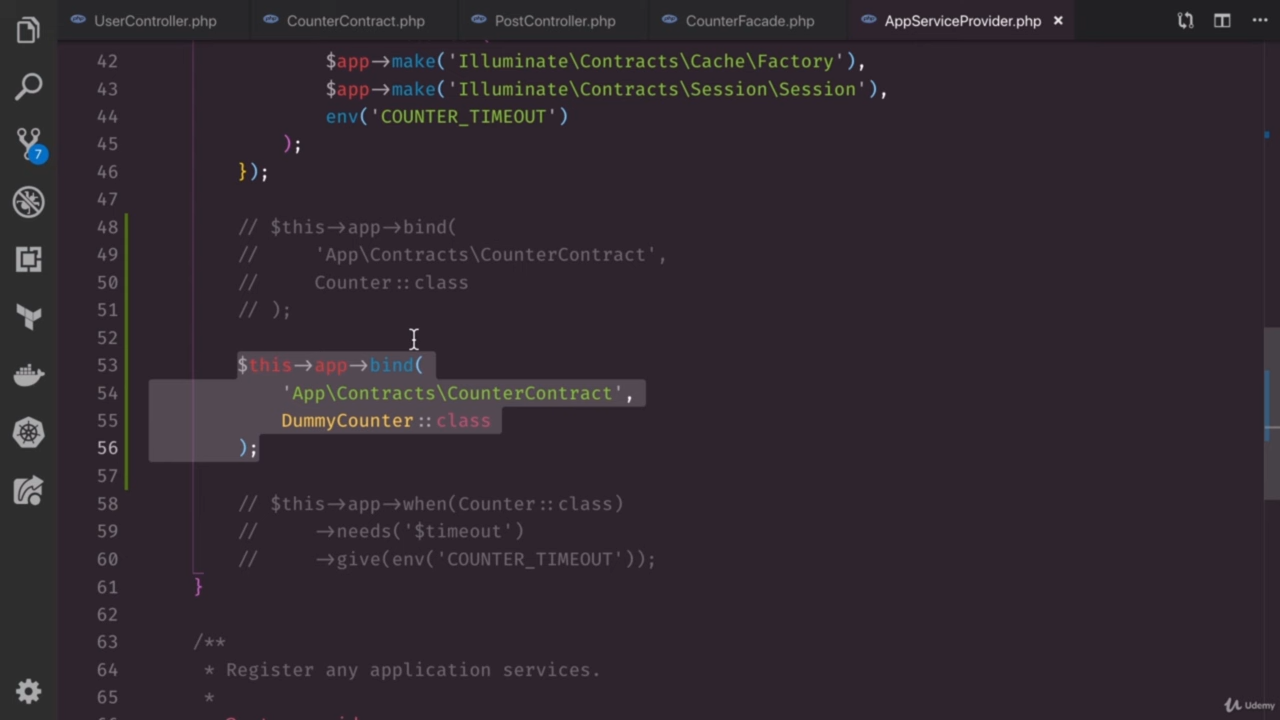 UserController.php CounterContract.php PostController.php CounterFacade.php AppServiceProvider.php ×
42 $app->make('Illuminate\Contracts\Cache\Factory'),
43 $app->make('Illuminate\Contracts\Session\Session'),
44 env('COUNTER_TIMEOUT')
45 );
46 });
47
48 // $this->app->bind(
49 // 'App\Contracts\CounterContract',
50 // Counter::class
51 // );
52
53 $this->app->bind(
54 'App\Contracts\CounterContract',
55 DummyCounter::class
56 );
57
58 // $this->app->when(Counter::class)
59 // ->needs('$timeout')
60 // ->give(env('COUNTER_TIMEOUT'));
61 }
62
63 /**
64 * Register any application services.
65 *
7
Udemy